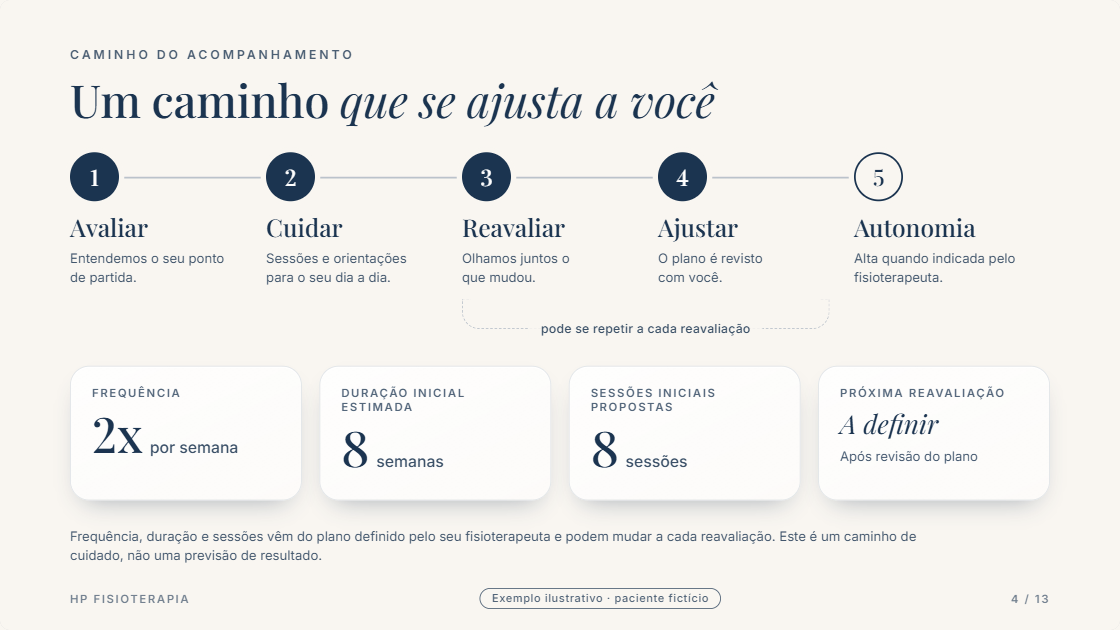 CAMINHO DO ACOMPANHAMENTO
Um caminho que se ajusta a você
1
2
3
4
5
Avaliar
Entendemos o seu ponto
de partida.
Cuidar
Sessões e orientações
para o seu dia a dia.
Reavaliar
Olhamos juntos o
que mudou.
Ajustar
O plano é revisto
com você.
Autonomia
Alta quando indicada pelo
fisioterapeuta.
pode se repetir a cada reavaliação
FREQUÊNCIA
2x por semana
DURAÇÃO INICIAL
ESTIMADA
8 semanas
SESSÕES INICIAIS
PROPOSTAS
8 sessões
PRÓXIMA REAVALIAÇÃO
A definir
Após revisão do plano
Frequência, duração e sessões vêm do plano definido pelo seu fisioterapeuta e podem mudar a cada reavaliação. Este é um caminho de
cuidado, não uma previsão de resultado.
HP FISIOTERAPIA
Exemplo ilustrativo · paciente fictício
4 / 13